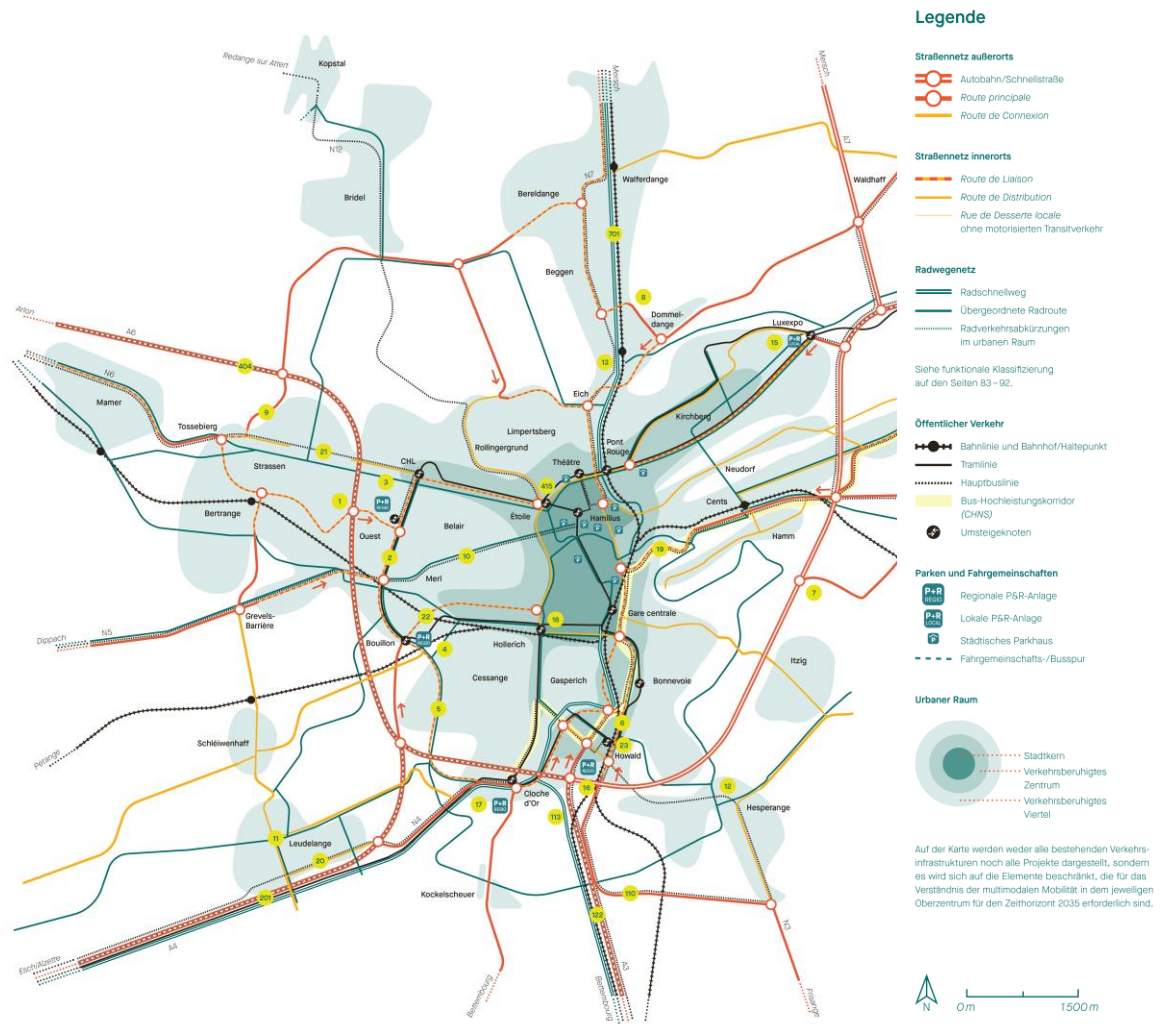 Legende
Straßennetz außerorts
Autobahn/Schnellstraße
Route principale
Route de Connexion
Straßennetz innerorts
Route de Liaison
Route de Distribution
Rue de Desserte locale
ohne motorisierten Transitverkehr
Radwegenetz
Radschnellweg
Übergeordnete Radroute
Radverkehrsabkürzungen
im urbanen Raum
Siehe funktionale Klassifizierung
auf den Seiten 83 – 92.
Öffentlicher Verkehr
Bahnlinie und Bahnhof/Haltepunkt
Tramlinie
Hauptbuslinie
Bus-Hochleistungskorridor
(CHNS)
Umsteigeknoten
Parken und Fahrgemeinschaften
P+R
REGIO
Regionale P&R-Anlage
P+R
LOCAL
Lokale P&R-Anlage
P
Städtisches Parkhaus
Fahrgemeinschafts-/Busspur
Urbaner Raum
Stadtkern
Verkehrsberuhigtes
Zentrum
Verkehrsberuhigtes
Viertel
Auf der Karte werden weder alle bestehenden Verkehrs-
infrastrukturen noch alle Projekte dargestellt, sondern
es wird sich auf die Elemente beschränkt, die für das
Verständnis der multimodalen Mobilität in dem jeweiligen
Oberzentrum für den Zeithorizont 2035 erforderlich sind.
N
0 m
1500 m
Redange sur Attert
Kopstal
N12
Bridel
Mersch
Mersch
A7
Waldhaff
N7
Walferdange
Bereldange
701
Beggen
8
Dommel-
dange
Luxexpo
15
P+R
13
Arlon
A6
404
N6
Mamer
9
Tossebierg
21
Strassen
Eich
Limpertsberg
Rollingergrund
Kirchberg
Pont
Rouge
Théâtre
415
CHL
3
P+R
REGIO
1
Bertrange
Ouest
Belair
Étoile
Hamilius
Neudorf
Cents
Hamm
2
10
19
Merl
7
Dippach
N5
Grevels-
Barrière
22
18
Gare centrale
Bouillon
P+R
REGIO
4
Hollerich
Cessange
Gasperich
Bonnevoie
Itzig
5
6
23
Howald
Petange
Schléiwenhaff
P+R
REGIO
16
12
Hesperange
17
P+R
REGIO
Cloche
d'Or
113
N4
11
Leudelange
20
201
A4
Esch/Alzette
Kockelscheuer
110
122
N3
A3
Bettembourg
Bettembourg
Frisange